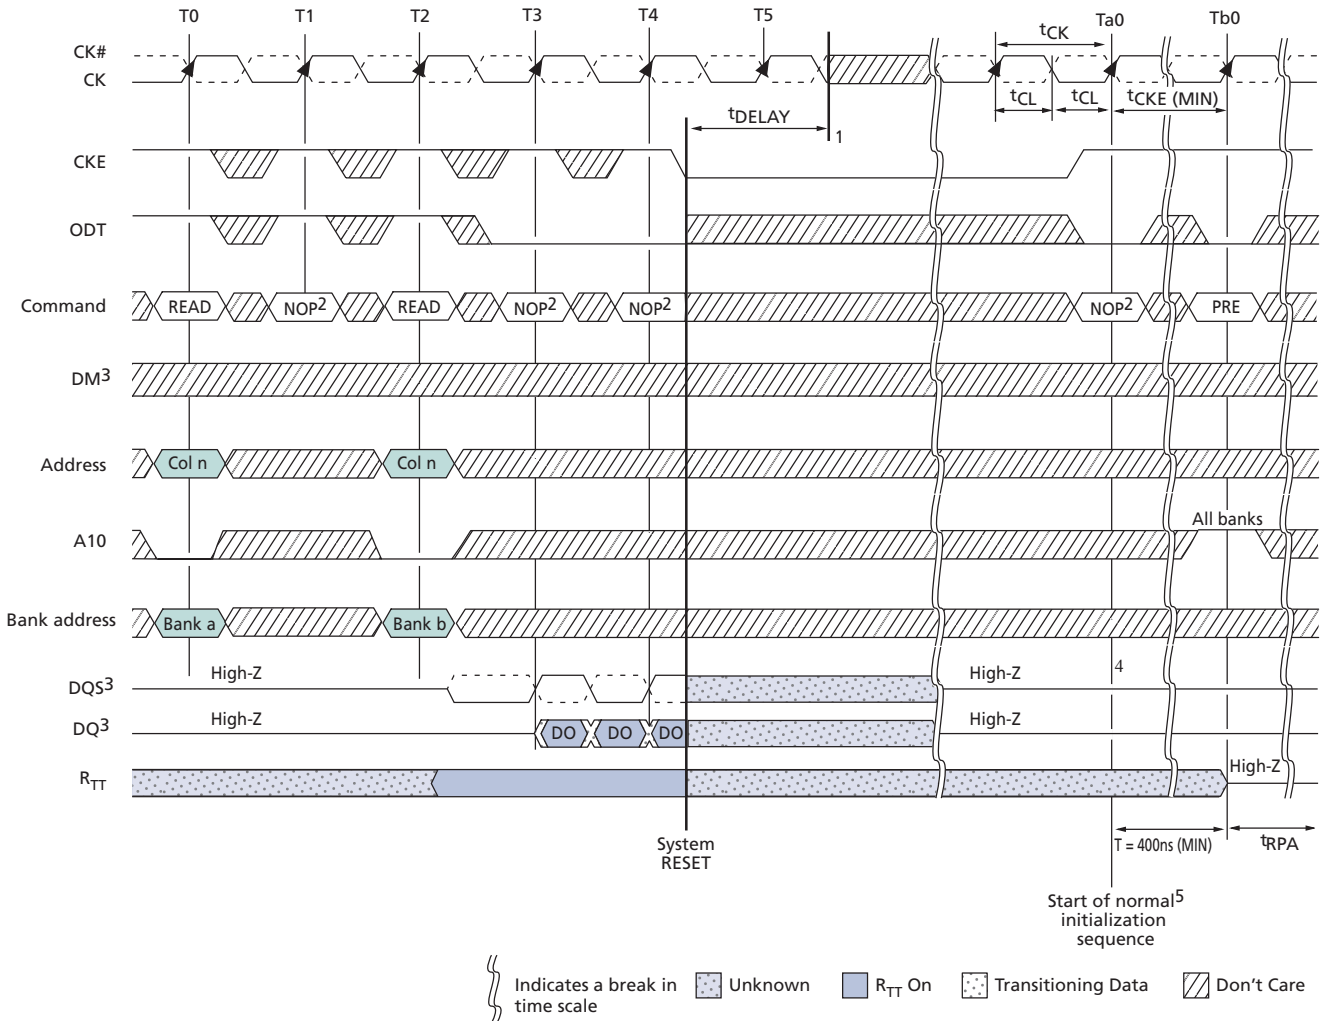 T0 T1 T2 T3 T4 T5 Ta0 Tb0
CK#
CK
tCK
tCL tCL tCKE (MIN)
tDELAY
1
CKE
ODT
Command READ NOP2 READ NOP2 NOP2 NOP2 PRE
DM3
Address Col n Col n
A10 All banks
Bank address Bank a Bank b
DQS3 High-Z High-Z 4
DQ3 High-Z DO DO DO High-Z
RTT High-Z
System
RESET
T = 400ns (MIN) tRPA
Start of normal5
initialization
sequence
Indicates a break in
time scale
Unknown RTT On Transitioning Data Don't Care